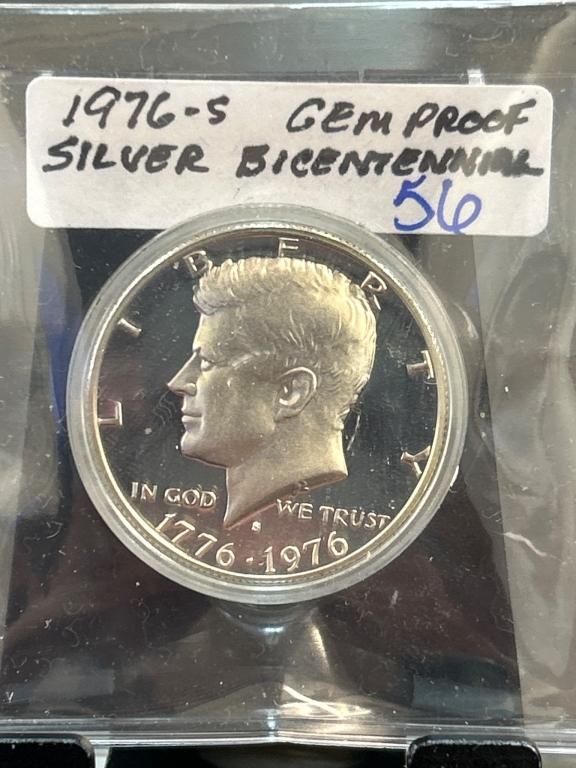 1976-S GEM PROOF
SILVER BICENTENNIAL
56
LIBERTY
IN GOD WE TRUST
S
1776-1976